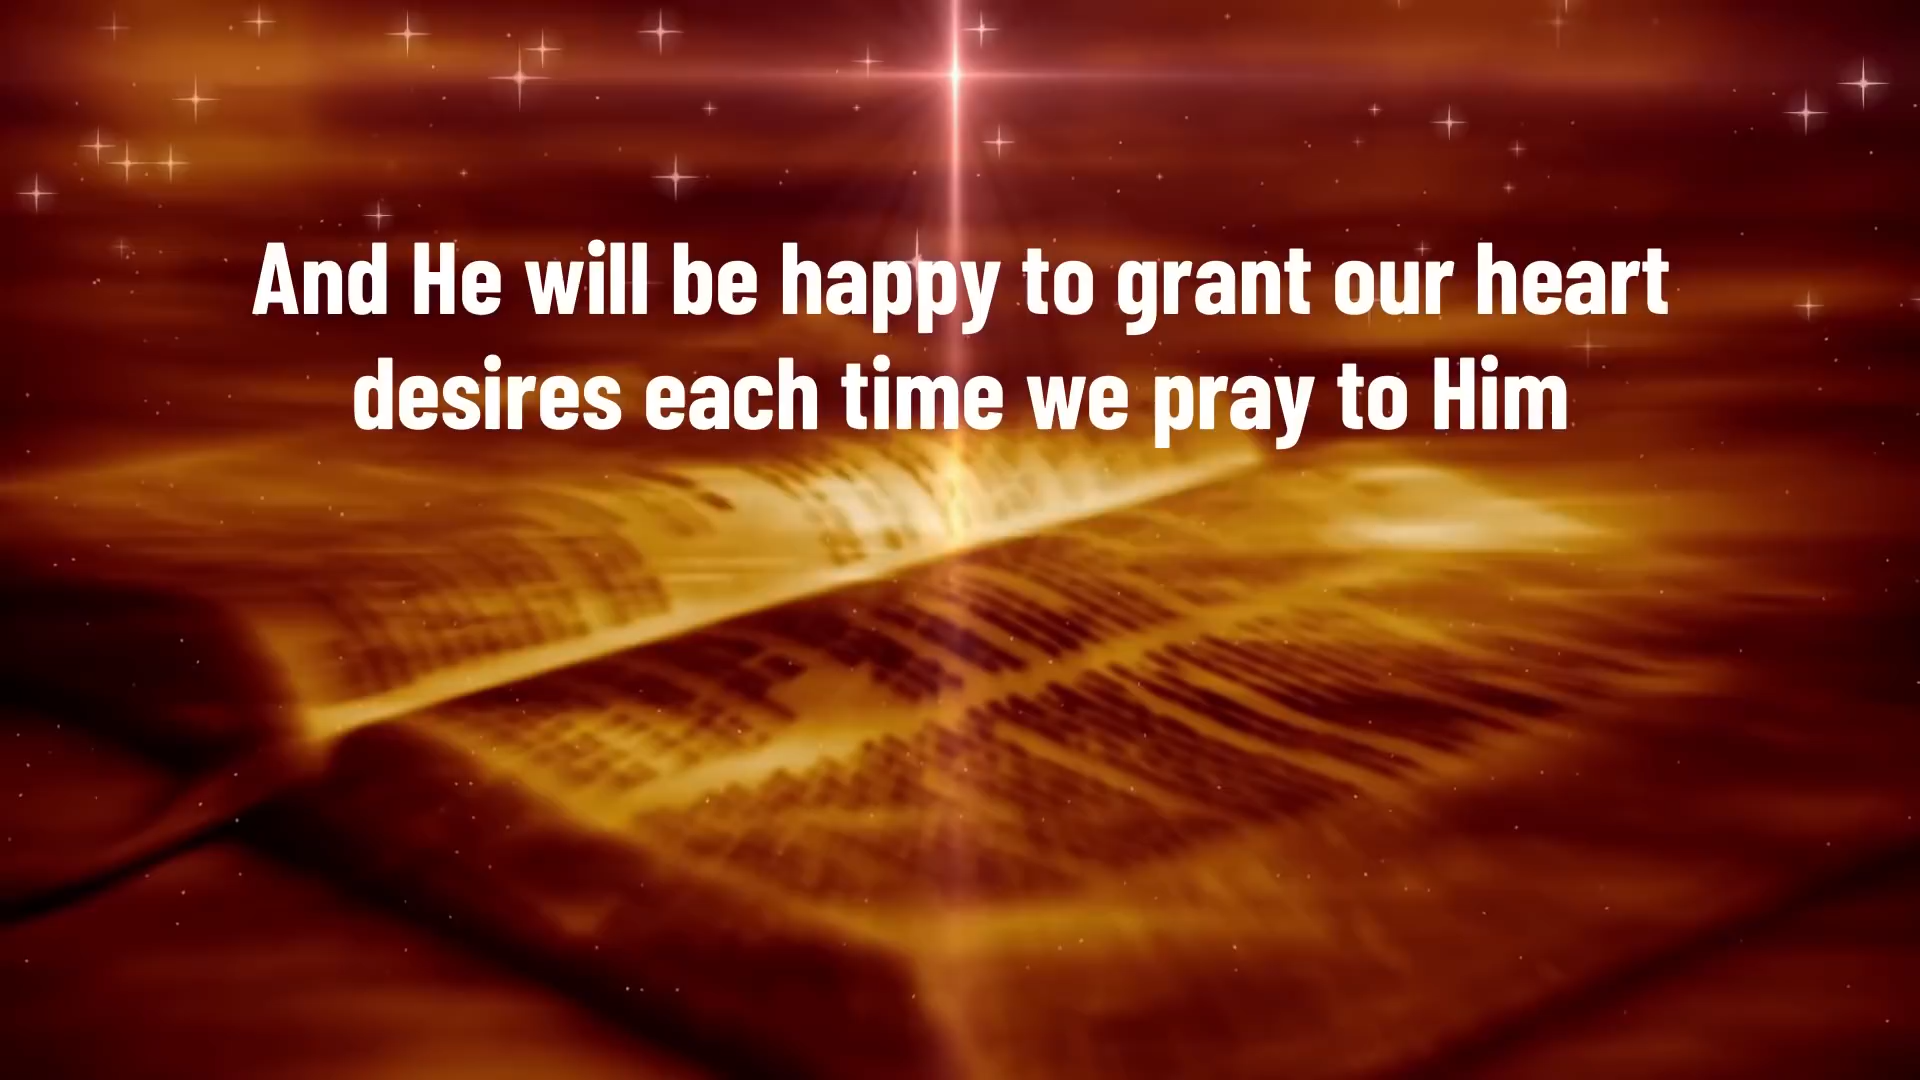 And He will be happy to grant our heart
desires each time we pray to Him